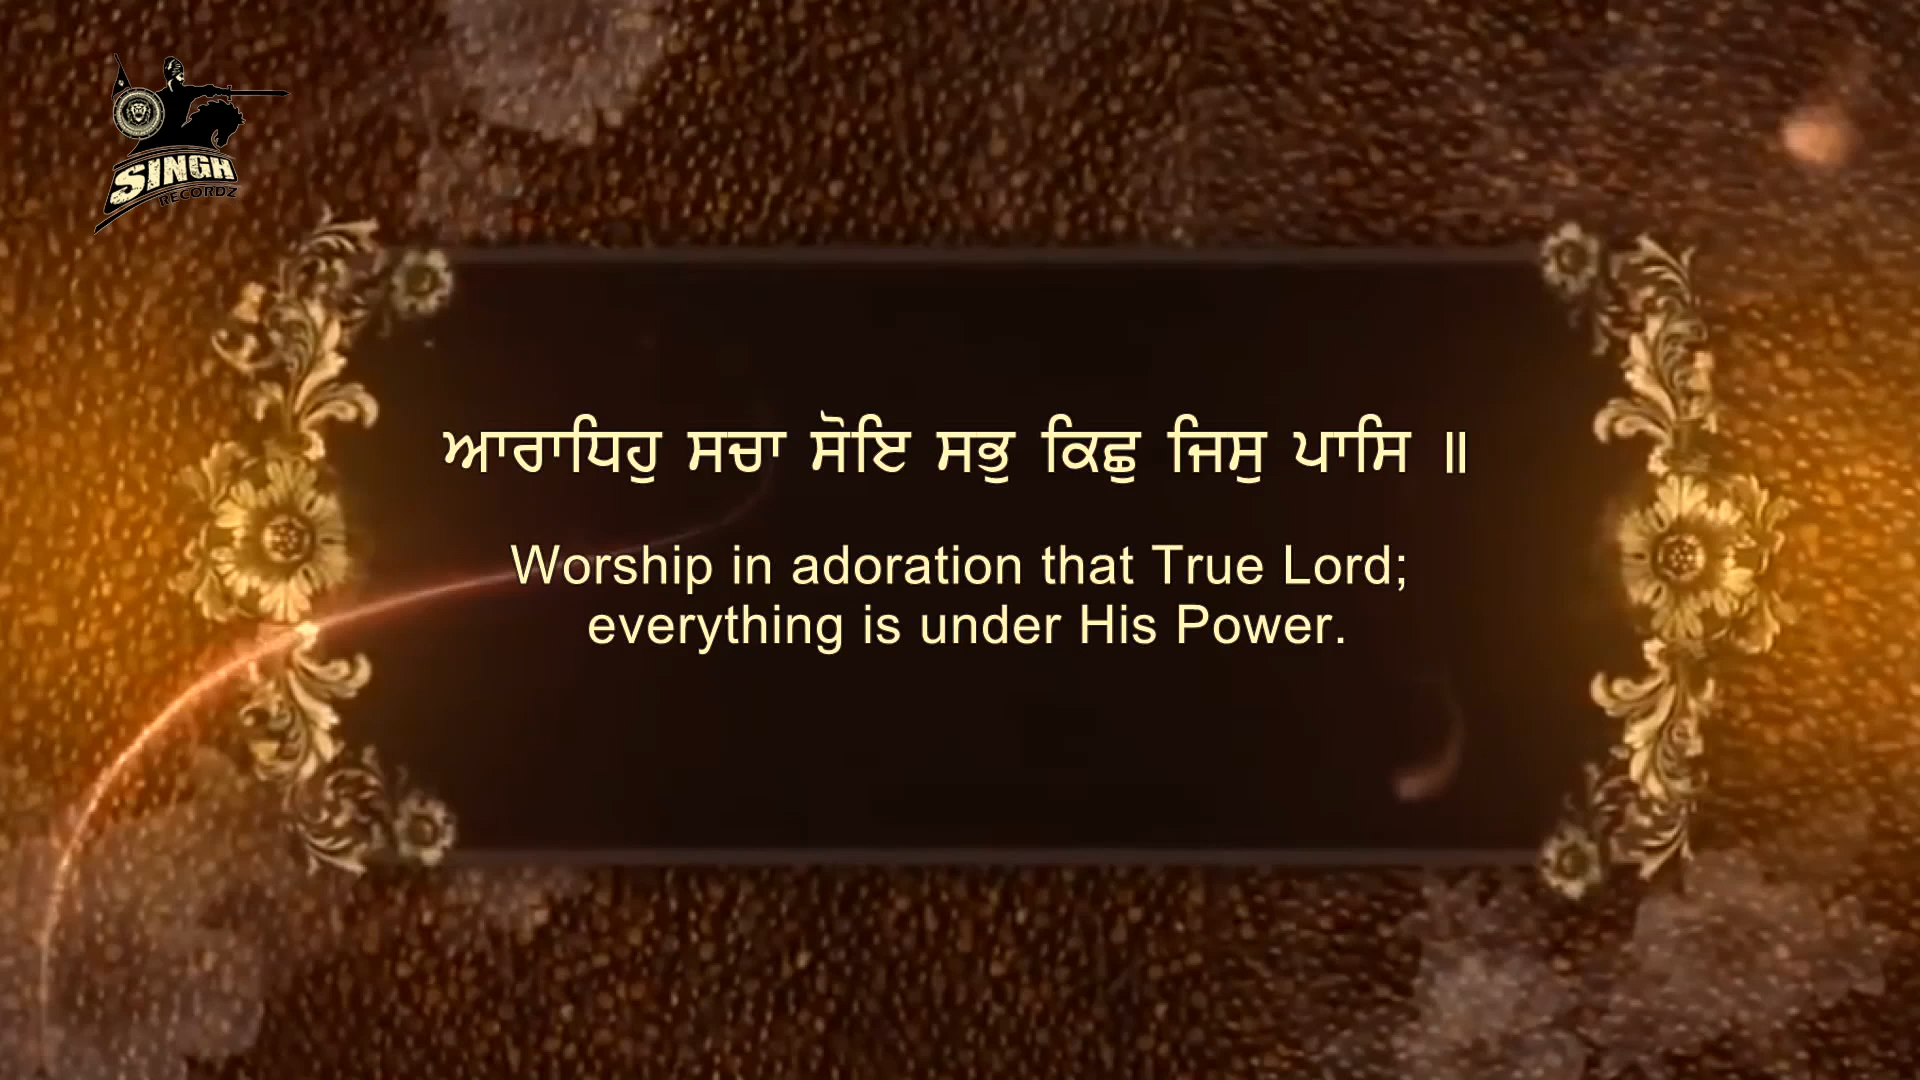 SINGH
RECORDZ
ਆਰਾਧਿਹੁ ਸਚਾ ਸੋਇ ਸਭੁ ਕਿਛੁ ਜਿਸੁ ਪਾਸਿ ॥
Worship in adoration that True Lord;
everything is under His Power.